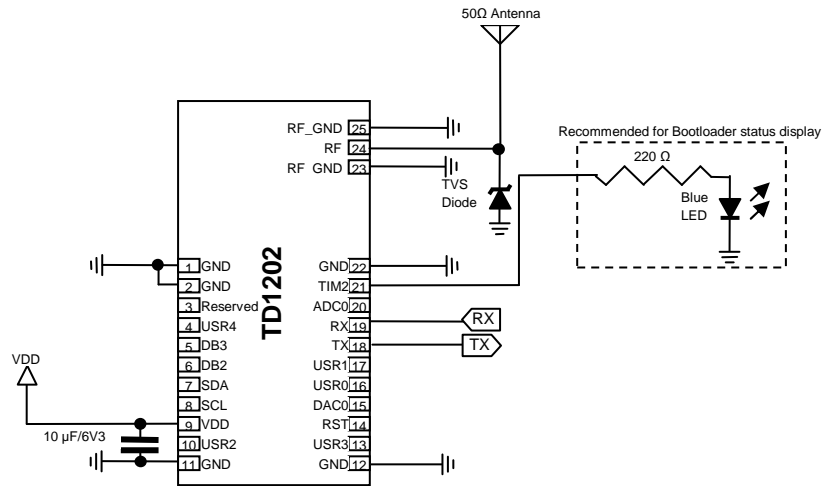 50Ω Antenna
RF_GND 25
RF 24
RF GND 23
TVS
Diode
Recommended for Bootloader status display
220 Ω
Blue
LED
TD1202
1 GND
2 GND
3 Reserved
4 USR4
5 DB3
6 DB2
7 SDA
8 SCL
9 VDD
10 USR2
11 GND
GND 22
TIM2 21
ADC0 20
RX 19
TX 18
USR1 17
USR0 16
DAC0 15
RST 14
USR3 13
GND 12
RX
TX
VDD
10 µF/6V3